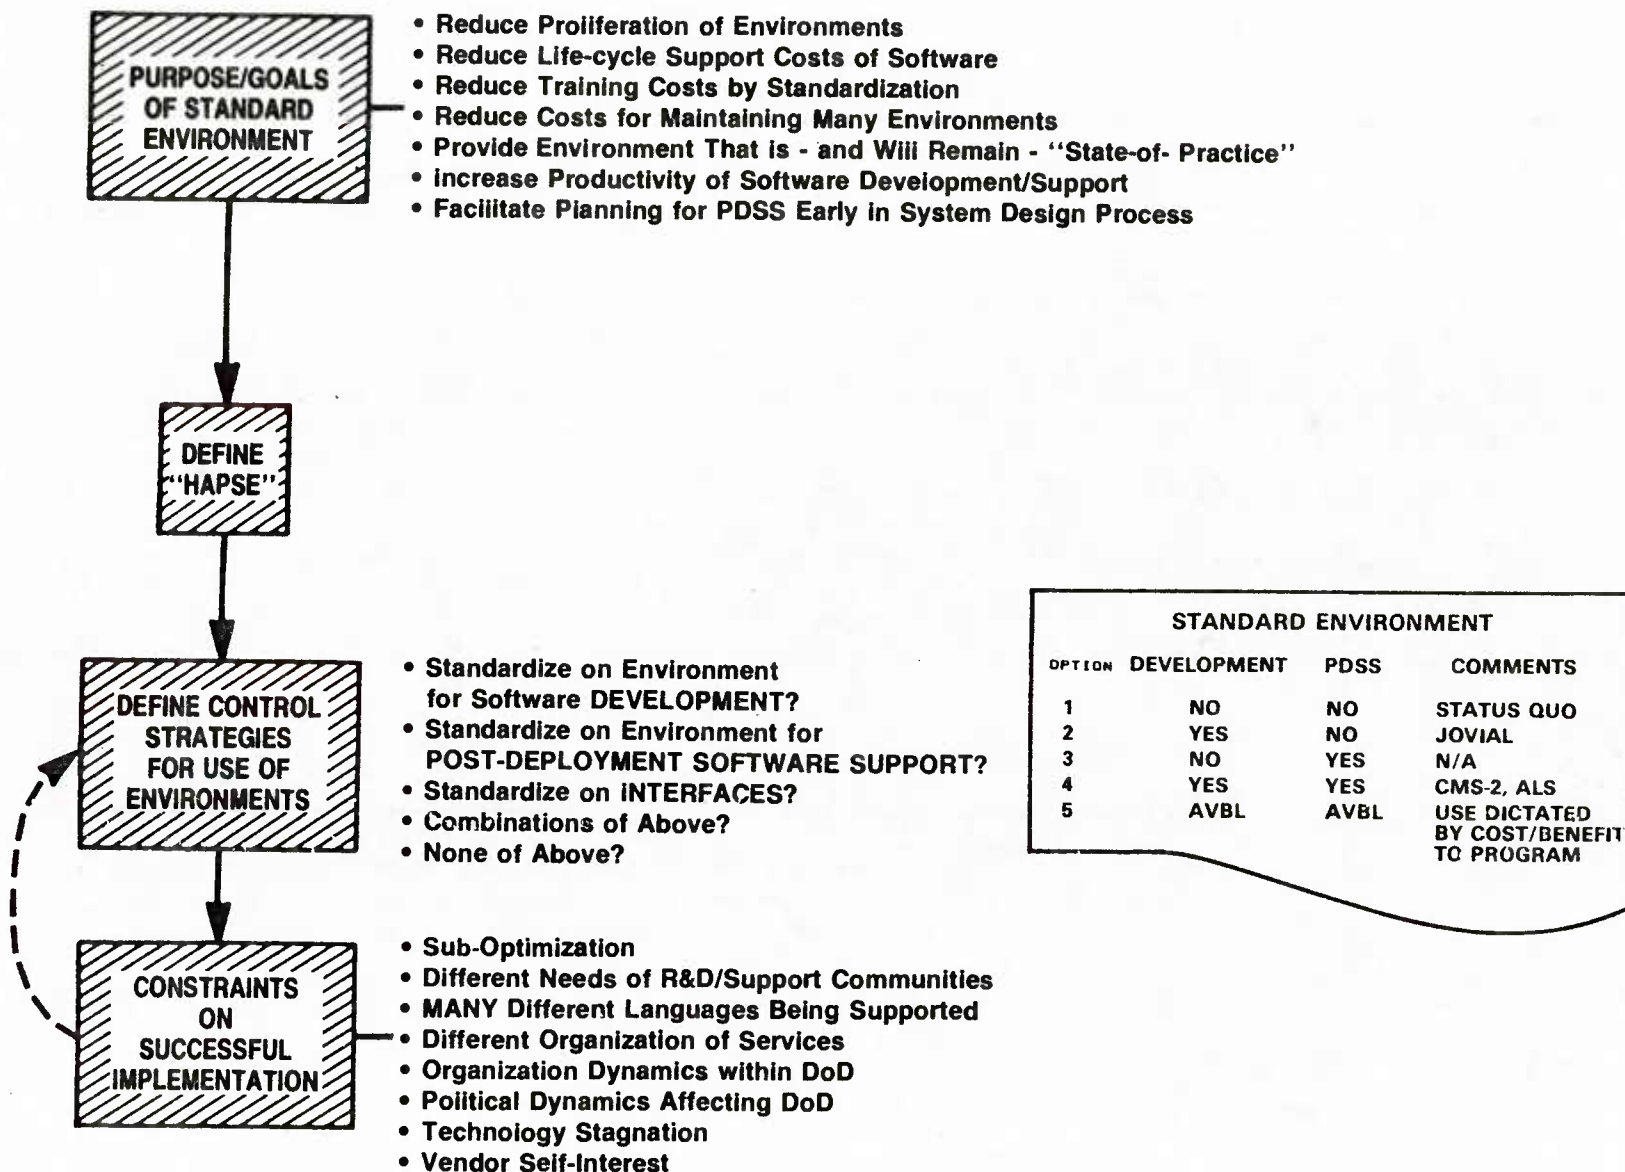 PURPOSE/GOALS
OF STANDARD
ENVIRONMENT
• Reduce Proliferation of Environments
• Reduce Life-cycle Support Costs of Software
• Reduce Training Costs by Standardization
• Reduce Costs for Maintaining Many Environments
• Provide Environment That is - and Will Remain - "State-of- Practice"
• Increase Productivity of Software Development/Support
• Facilitate Planning for PDSS Early in System Design Process
DEFINE
"HAPSE"
DEFINE CONTROL
STRATEGIES
FOR USE OF
ENVIRONMENTS
• Standardize on Environment
for Software DEVELOPMENT?
• Standardize on Environment for
POST-DEPLOYMENT SOFTWARE SUPPORT?
• Standardize on INTERFACES?
• Combinations of Above?
• None of Above?
STANDARD ENVIRONMENT
OPTION DEVELOPMENT PDSS COMMENTS
1 NO NO STATUS QUO
2 YES NO JOVIAL
3 NO YES N/A
4 YES YES CMS-2, ALS
5 AVBL AVBL USE DICTATED
BY COST/BENEFIT
TO PROGRAM
CONSTRAINTS
ON
SUCCESSFUL
IMPLEMENTATION
• Sub-Optimization
• Different Needs of R&D/Support Communities
• MANY Different Languages Being Supported
• Different Organization of Services
• Organization Dynamics within DoD
• Political Dynamics Affecting DoD
• Technology Stagnation
• Vendor Self-Interest